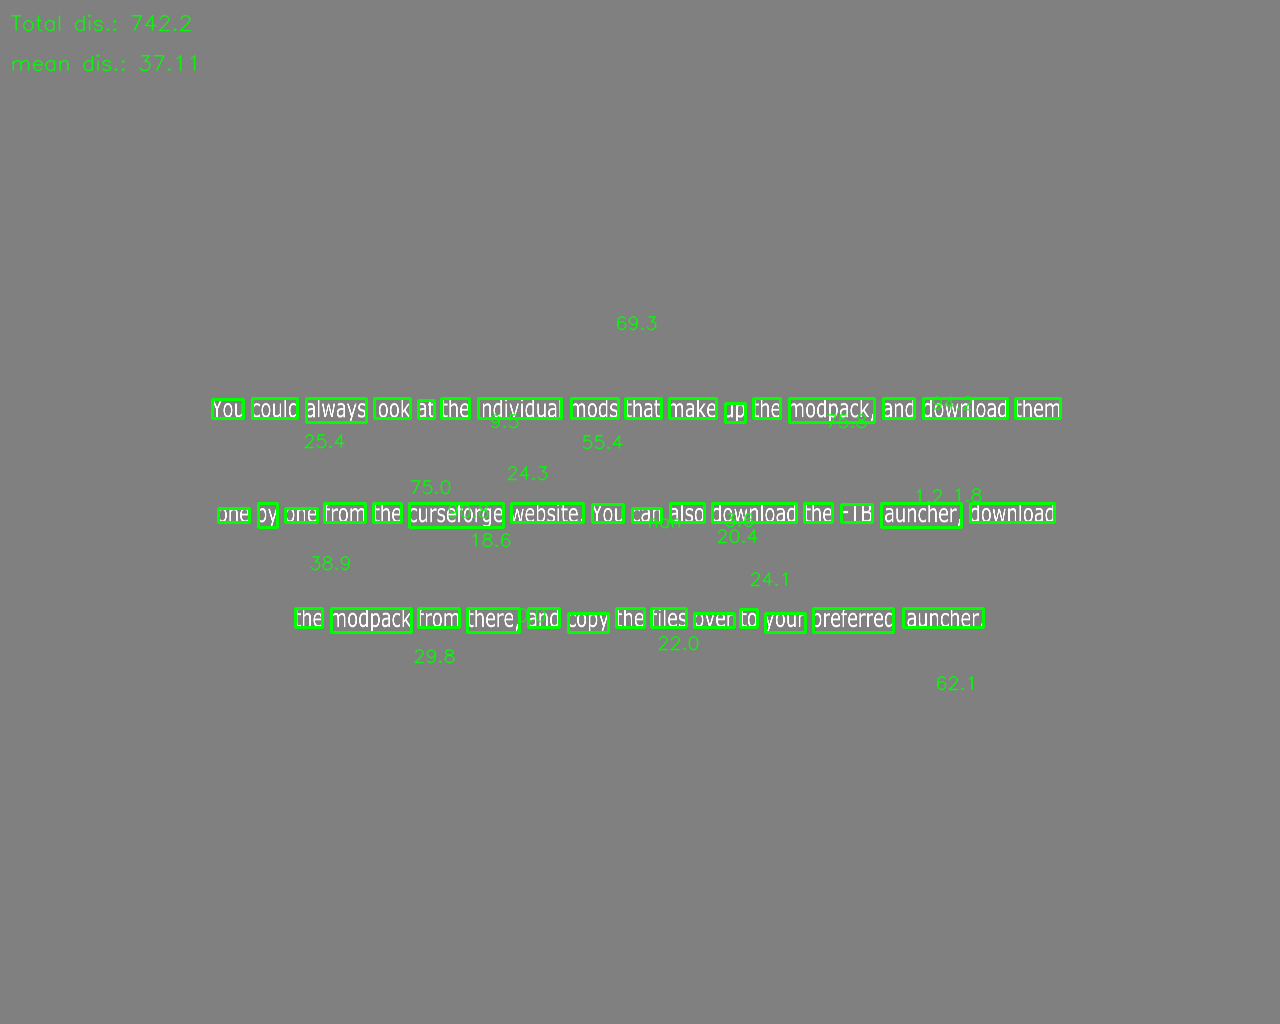 Total dis.: 742.2
mean dis.: 37.11
69.3
You could always look at the individual mods that make up the modpack, and download them
9.5
25.4 55.4
24.3
75.0
1.2 1.8
one by one from the curseforge website. You can also download the FTB launcher, download
18.6 20.4
38.9
24.1
the modpack from there, and copy the files over to your preferred launcher.
22.0
29.8
62.1